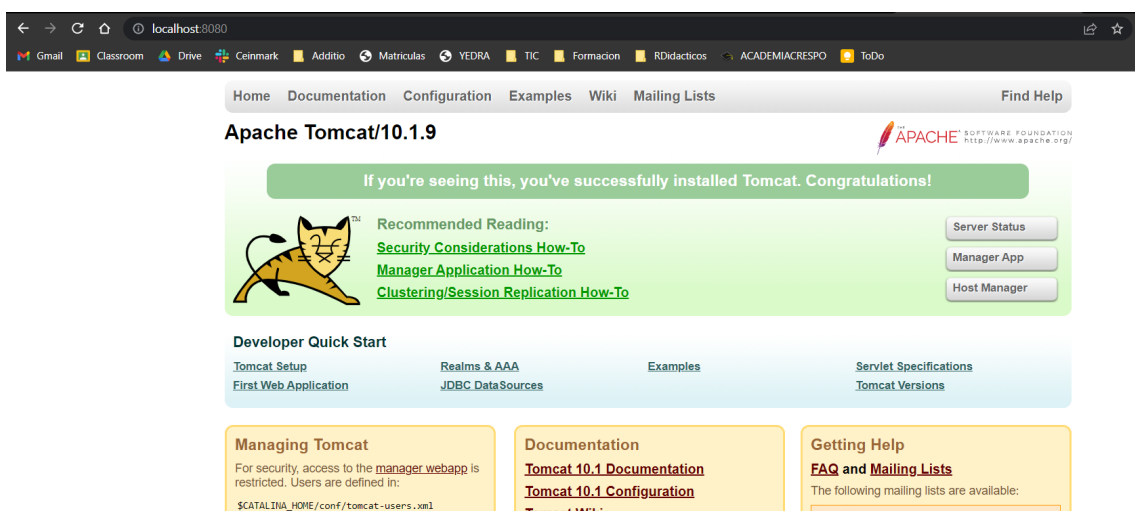 localhost:8080
Gmail Classroom Drive Ceinmark Additio Matriculas YEDRA TIC Formacion RDidacticos ACADEMIACRESPO ToDo
Home Documentation Configuration Examples Wiki Mailing Lists Find Help
Apache Tomcat/10.1.9
THE
APACHE® SOFTWARE FOUNDATION
http://www.apache.org/
If you're seeing this, you've successfully installed Tomcat. Congratulations!
TM
Recommended Reading:
Security Considerations How-To
Manager Application How-To
Clustering/Session Replication How-To
Server Status
Manager App
Host Manager
Developer Quick Start
Tomcat Setup
First Web Application
Realms & AAA
JDBC DataSources
Examples
Servlet Specifications
Tomcat Versions
Managing Tomcat
For security, access to the manager webapp is
restricted. Users are defined in:
$CATALINA_HOME/conf/tomcat-users.xml
Documentation
Tomcat 10.1 Documentation
Tomcat 10.1 Configuration
Tomcat Wiki
Getting Help
FAQ and Mailing Lists
The following mailing lists are available: